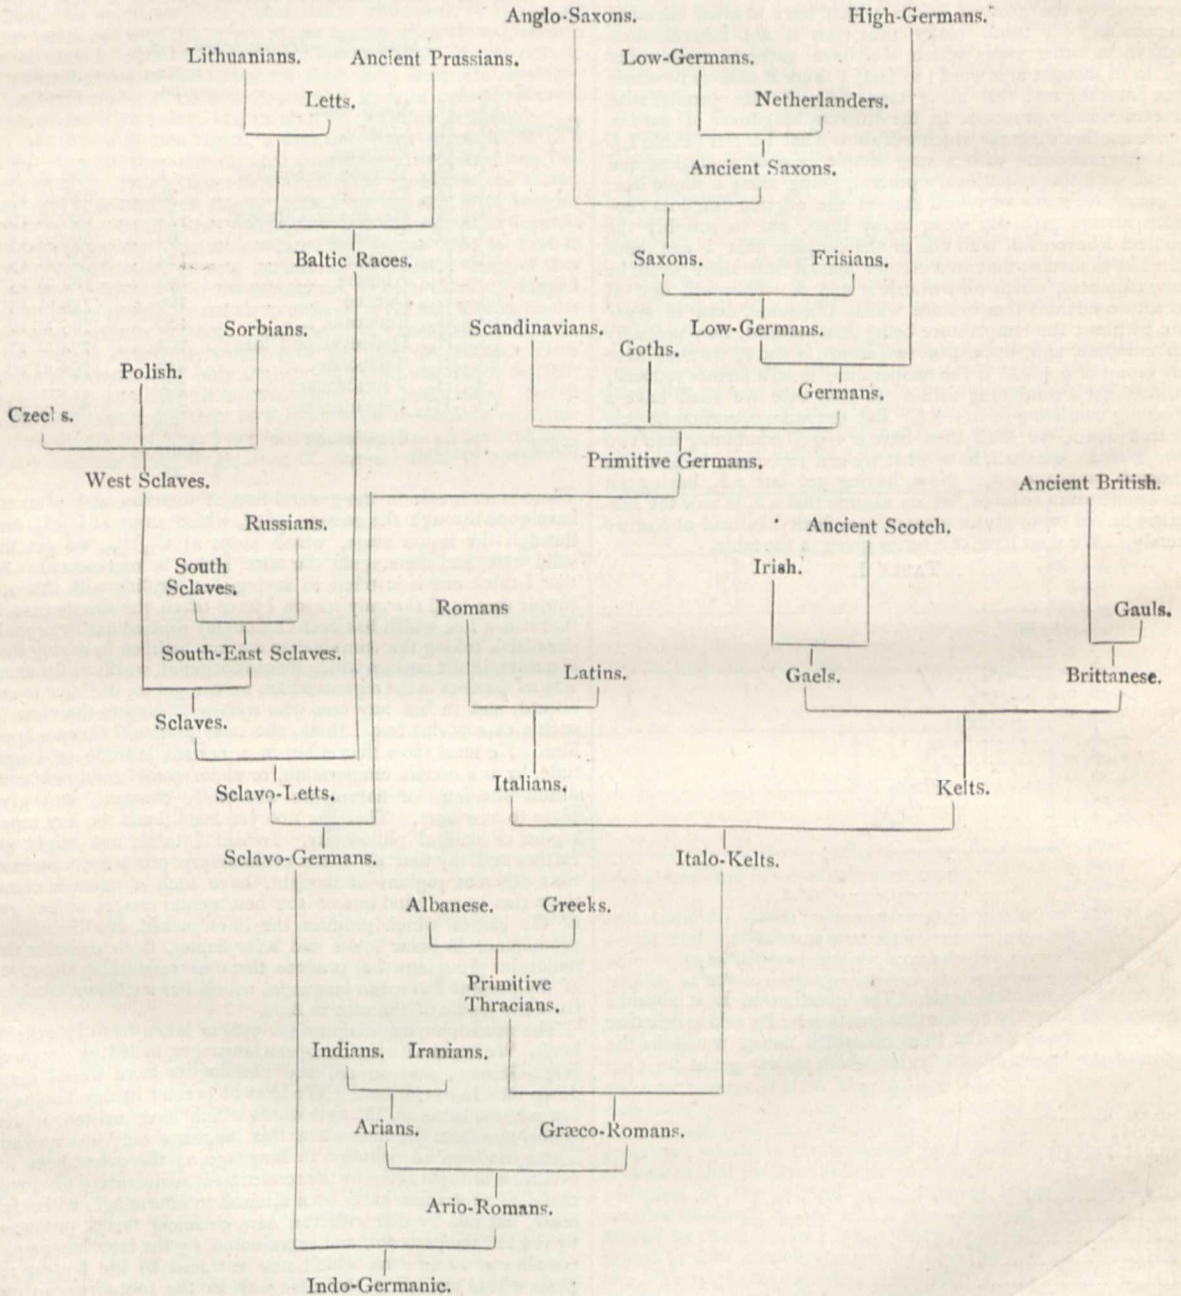 Anglo-Saxons.
High-Germans.
Lithuanians.
Ancient Prussians.
Low-Germans.
Letts.
Netherlanders.
Ancient Saxons.
Baltic Races.
Saxons.
Frisians.
Sorbians.
Scandinavians.
Low-Germans.
Goths.
Polish.
Germans.
Czechs.
Primitive Germans.
West Sclaves.
Ancient British.
Russians.
Ancient Scotch.
South
Sclaves.
Irish.
Romans
Gauls.
South-East Sclaves.
Latins.
Gaels.
Brittanese.
Sclaves.
Italians.
Kelts.
Sclavo-Letts.
Sclavo-Germans.
Italo-Kelts.
Albanese.
Greeks.
Primitive
Thracians.
Indians.
Iranians.
Arians.
Græco-Romans.
Ario-Romans.
Indo-Germanic.